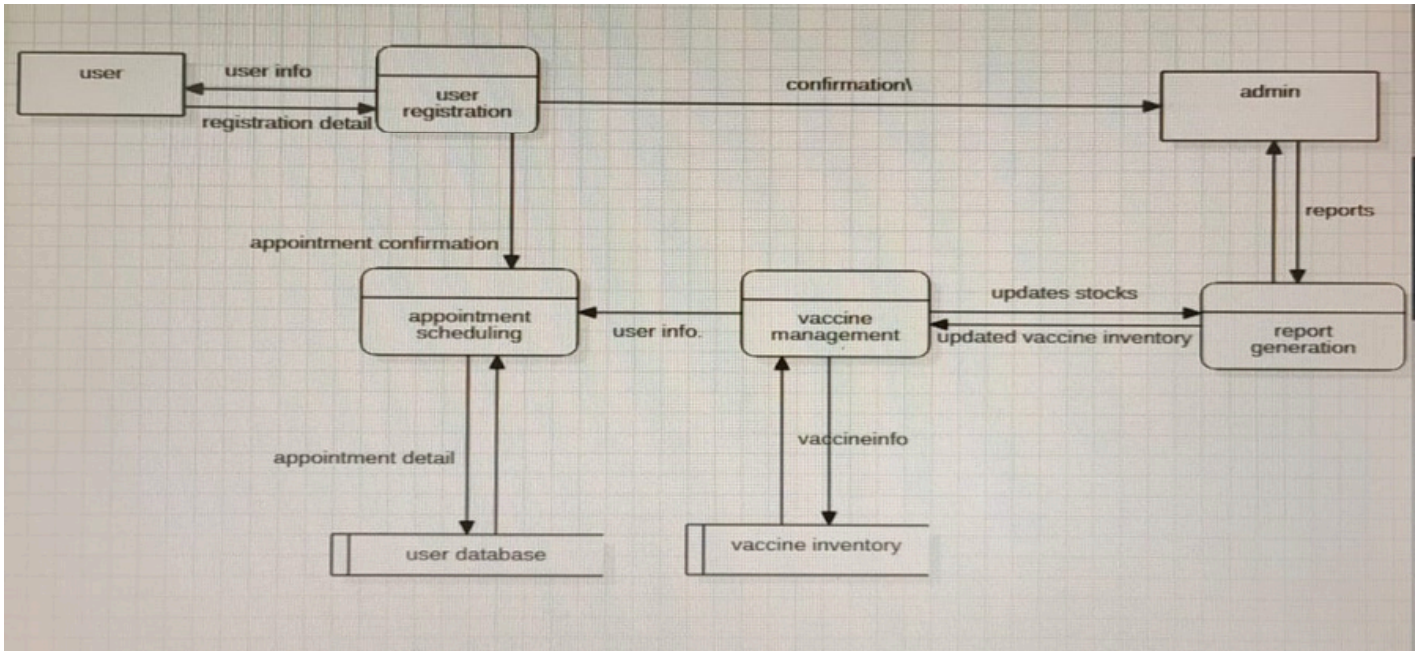 user
user info
registration detail
user
registration
confirmation\
admin
reports
appointment confirmation
appointment
scheduling
user info.
vaccine
management
updates stocks
updated vaccine inventory
report
generation
appointment detail
vaccineinfo
user database
vaccine inventory